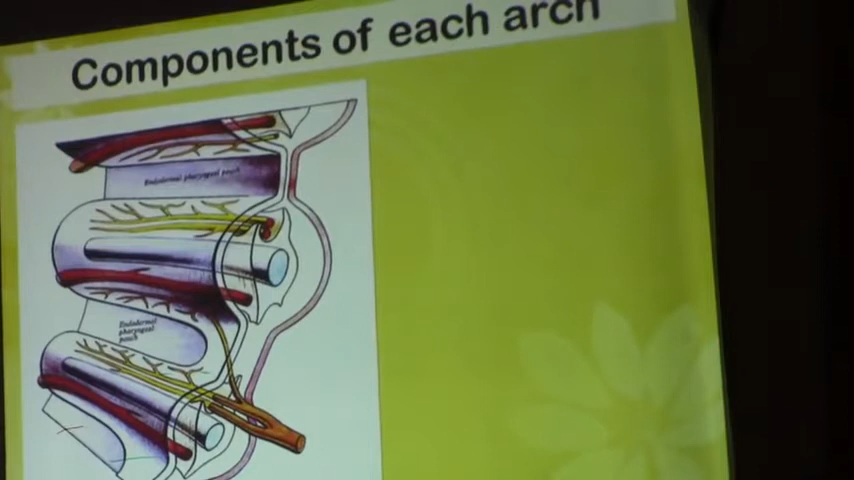 Components of each arch
Endodermal pharyngeal pouch
Endodermal
pharyngeal
pouch